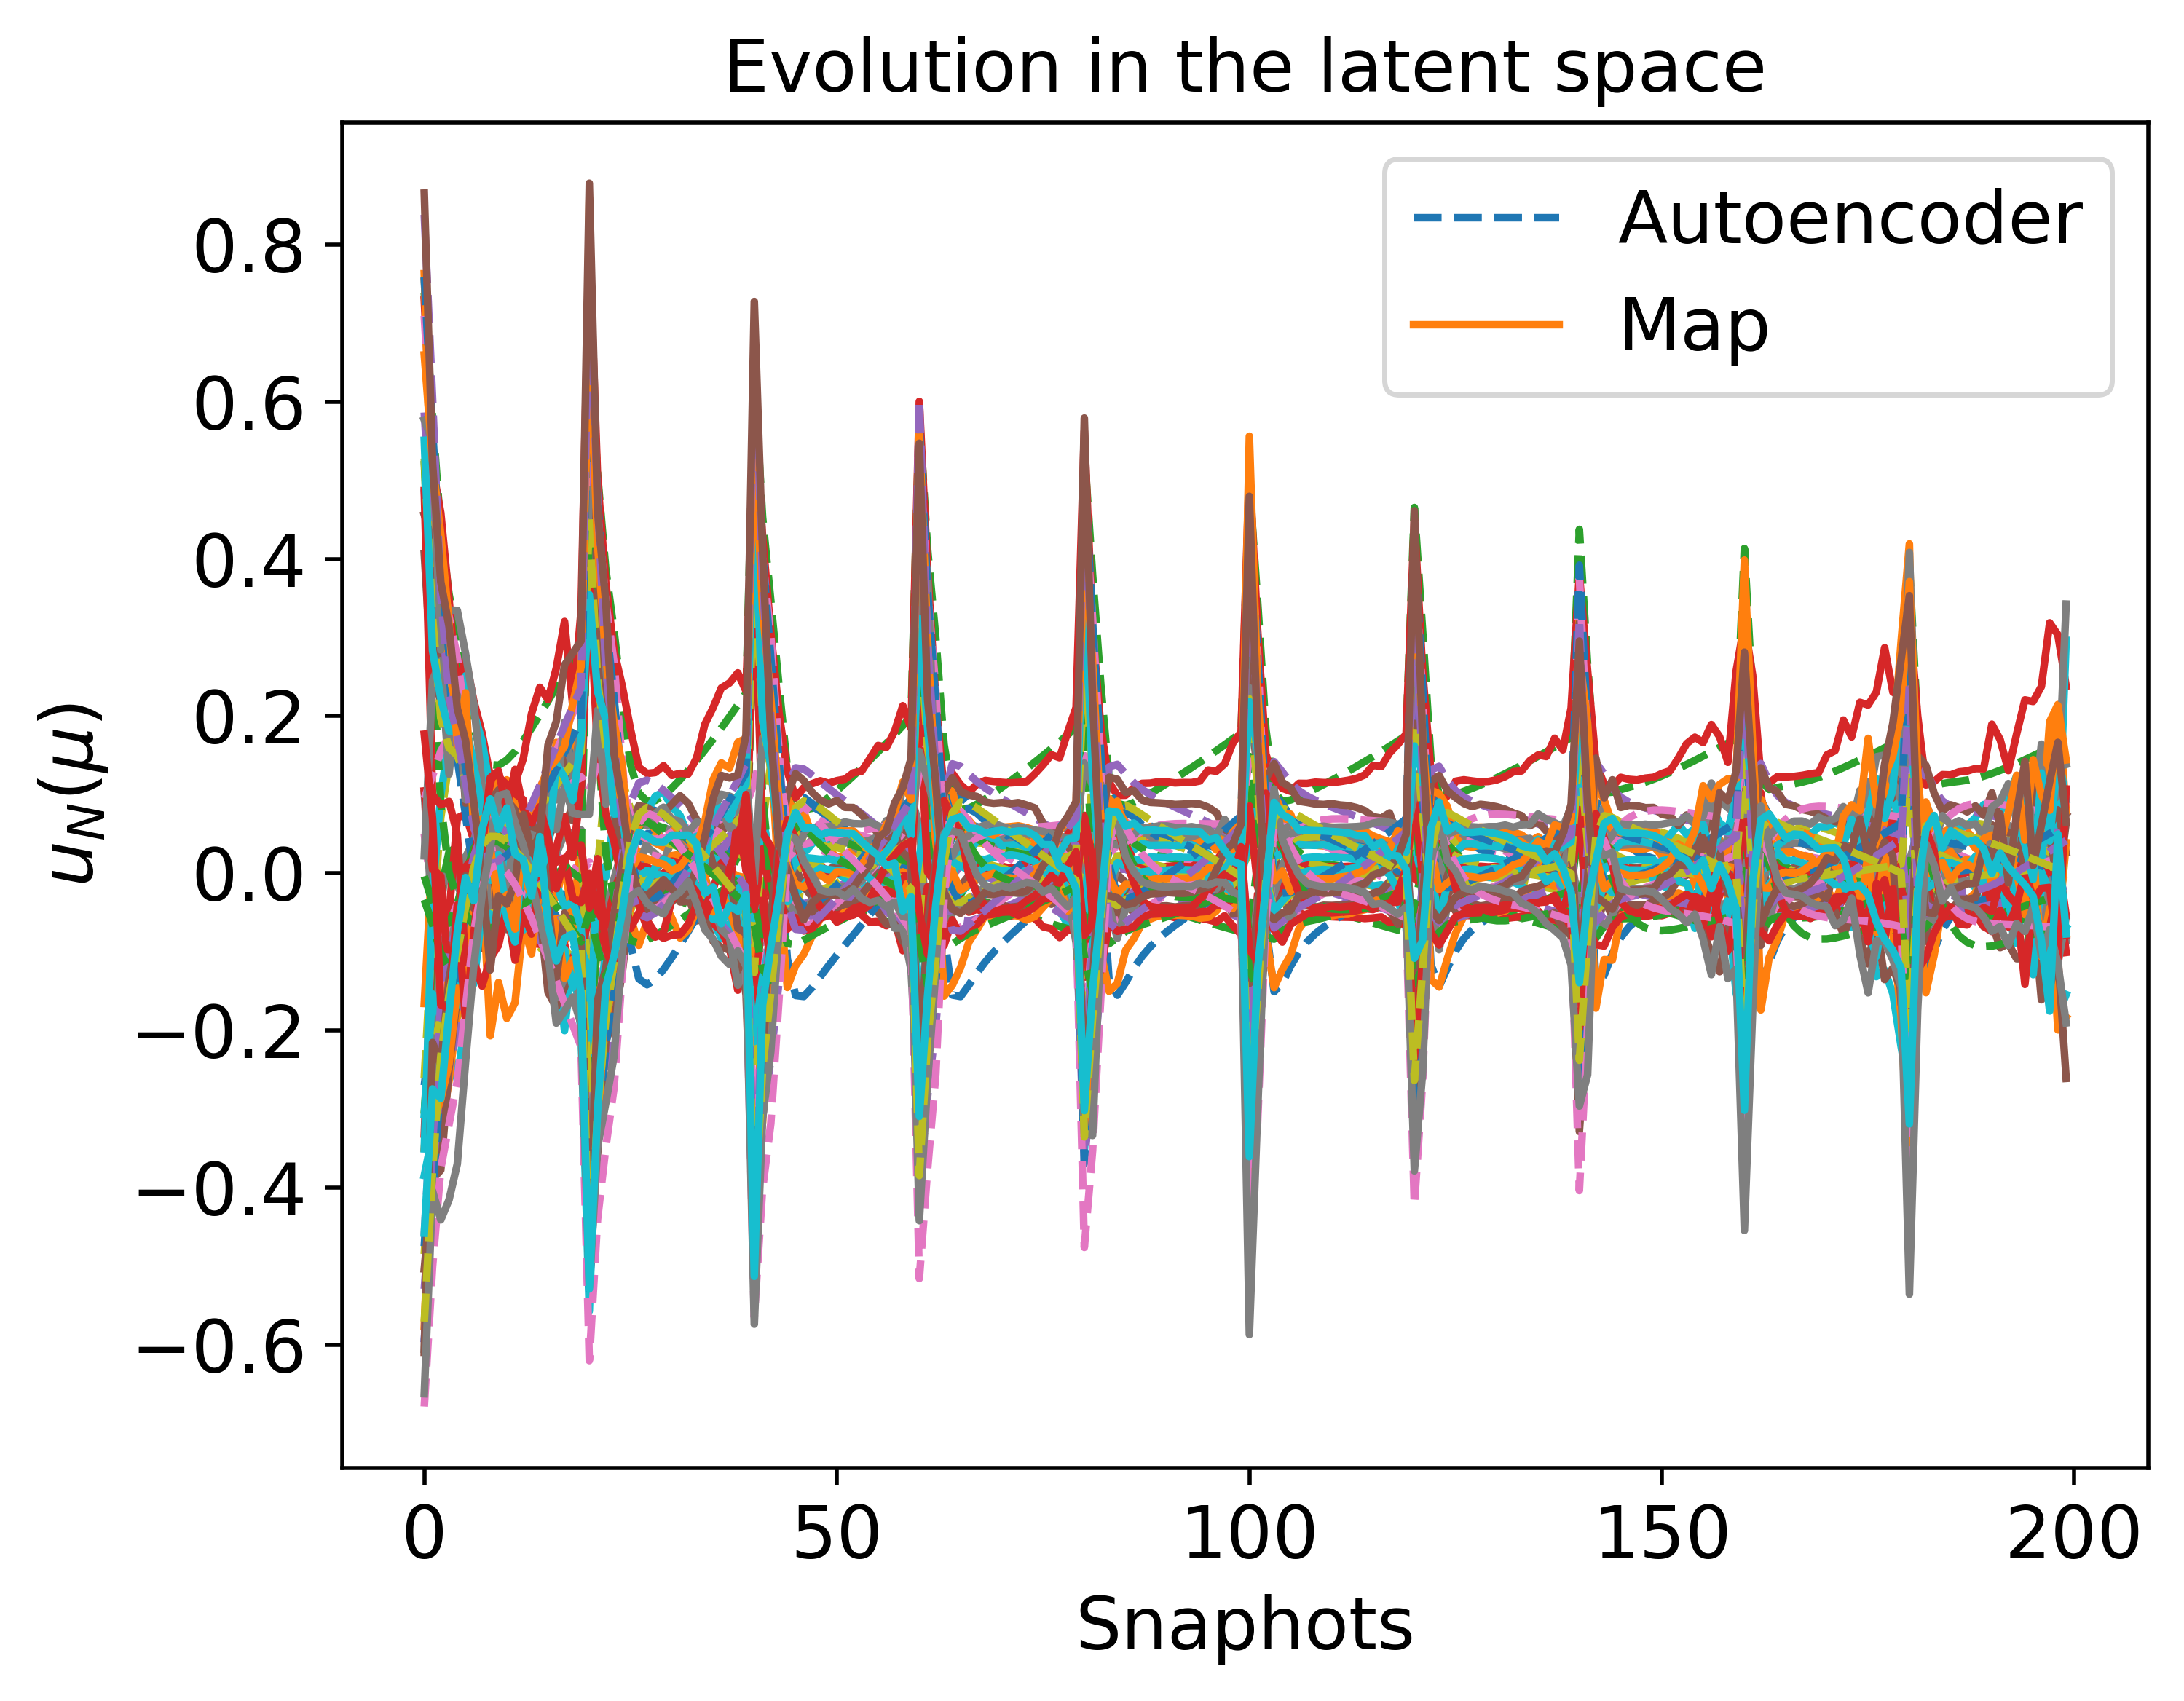 Evolution in the latent space
Autoencoder
Map
0.8
0.6
0.4
0.2
0.0
−0.2
−0.4
−0.6
u_N(μ)
0 50 100 150 200
Snaphots